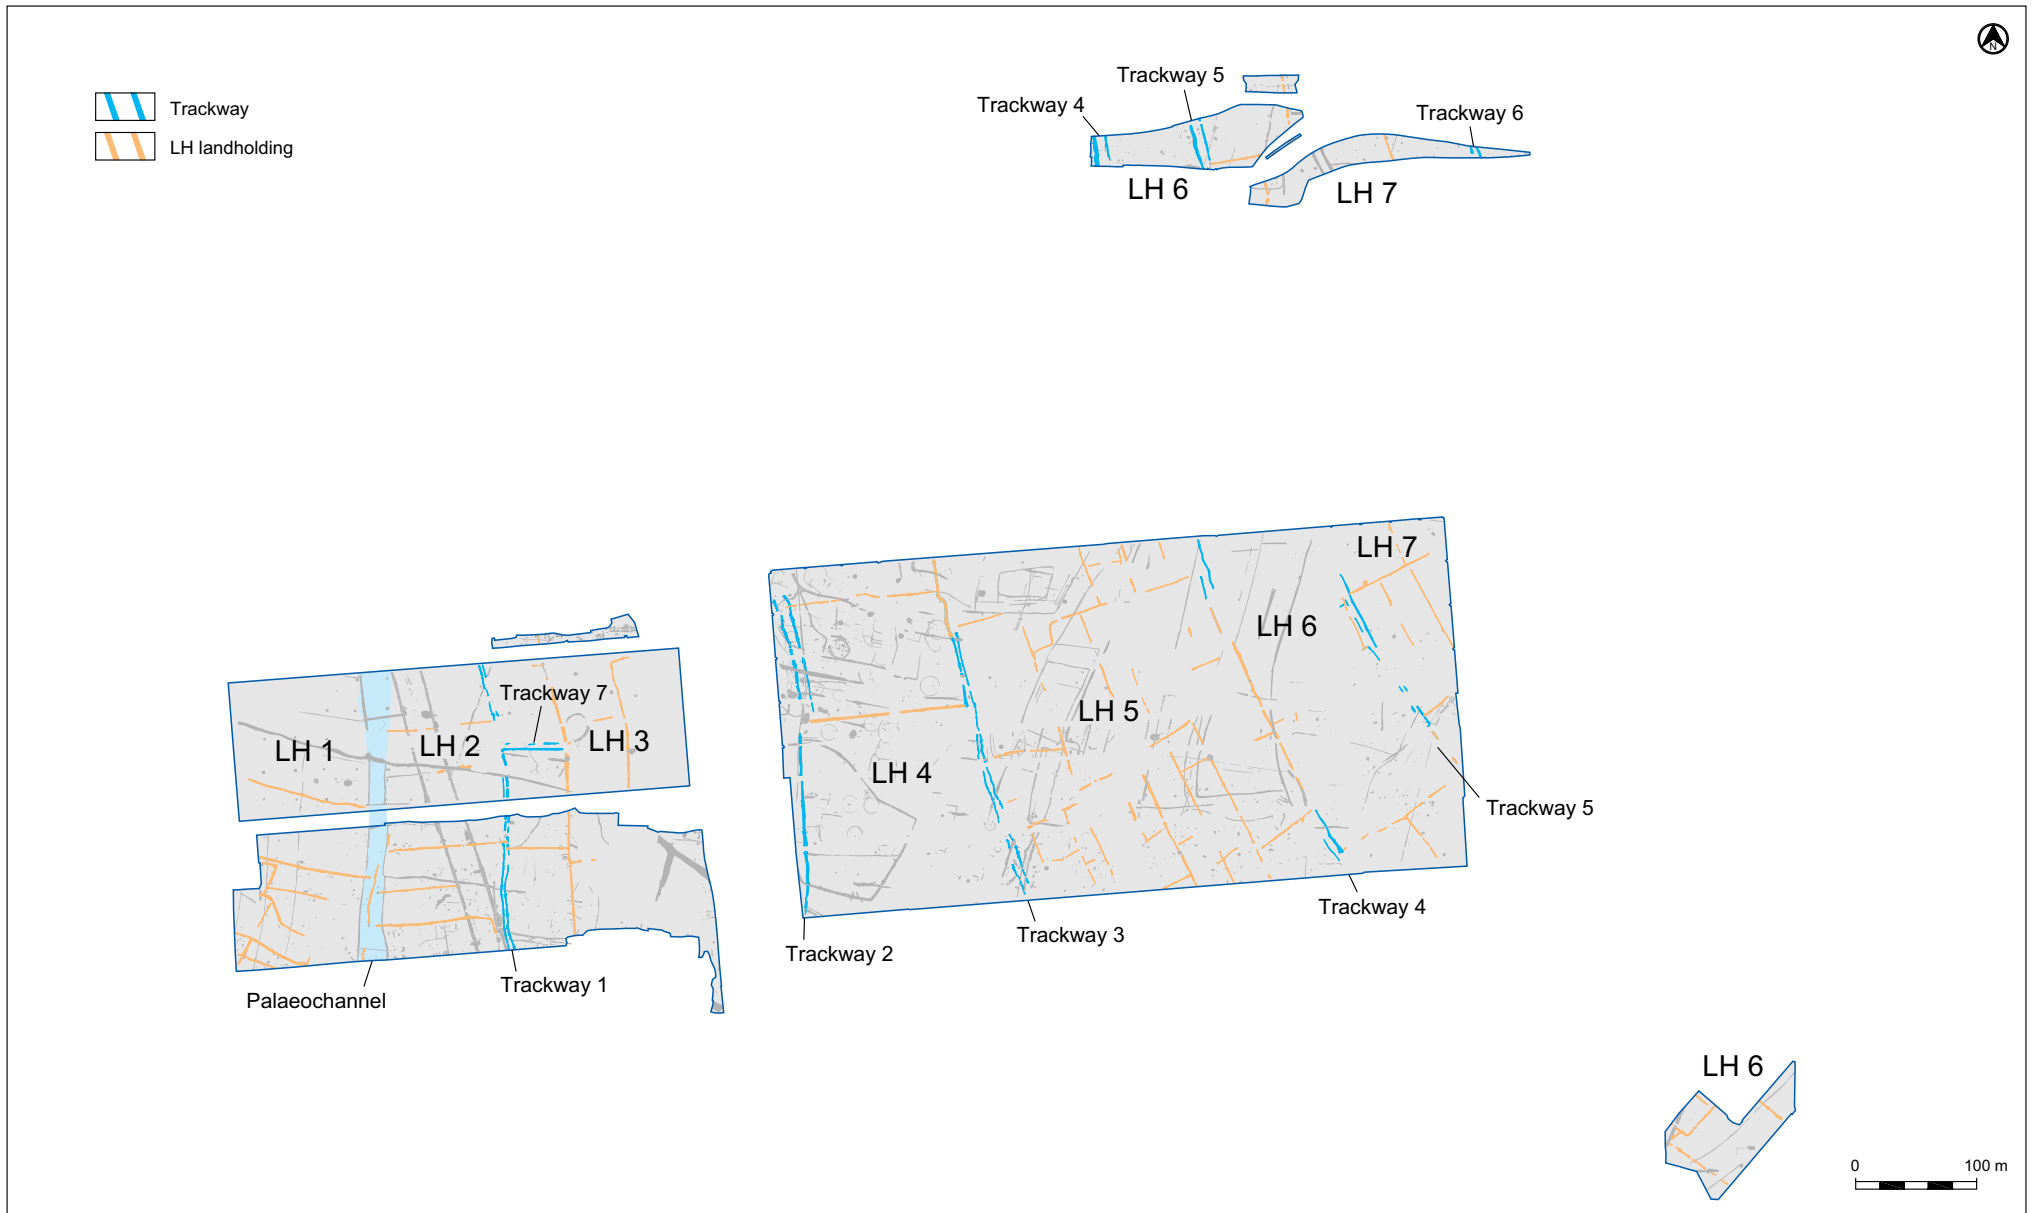 N
Trackway
LH landholding
Trackway 5
Trackway 4
Trackway 6
LH 6
LH 7
LH 7
LH 6
Trackway 7
LH 5
LH 3
LH 2
LH 1
LH 4
Trackway 5
Trackway 4
Trackway 3
Trackway 2
Trackway 1
Palaeochannel
LH 6
0 100 m